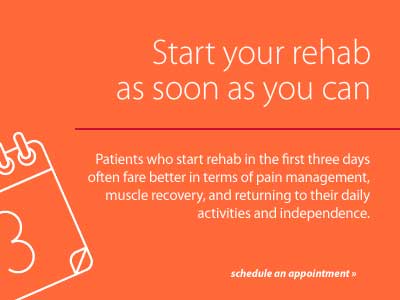 Start your rehab
as soon as you can
Patients who start rehab in the first three days
often fare better in terms of pain management,
muscle recovery, and returning to their daily
activities and independence.
3
schedule an appointment »